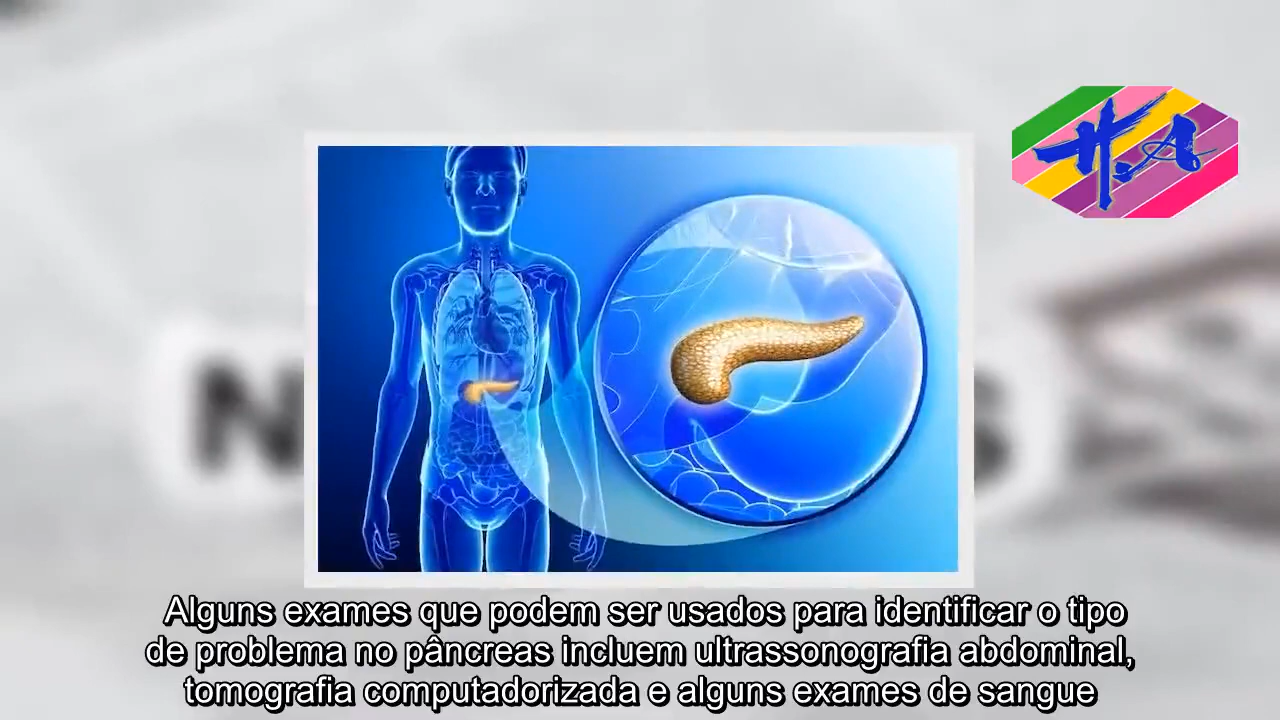 H.A
Alguns exames que podem ser usados para identificar o tipo
de problema no pâncreas incluem ultrassonografia abdominal,
tomografia computadorizada e alguns exames de sangue